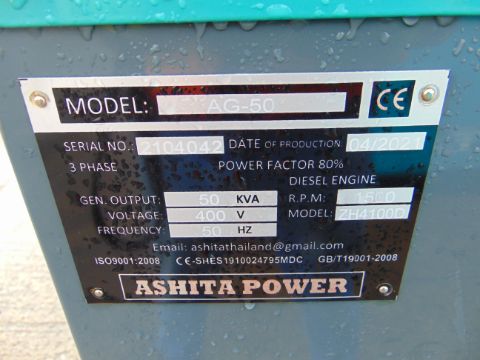 MODEL: AG-50 CE
SERIAL NO.: 2104042 DATE OF PRODUCTION: 04/2021
3 PHASE POWER FACTOR 80%
DIESEL ENGINE
GEN. OUTPUT: 50 KVA R.P.M: 1500
VOLTAGE: 400 V MODEL: ZH4100D
FREQUENCY: 50 HZ
Email: ashitathailand@gmail.com
ISO9001:2008 CE-SHES1910024795MDC GB/T19001-2008
ASHITA POWER